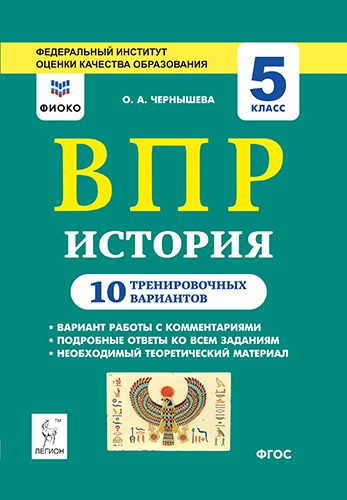 ФЕДЕРАЛЬНЫЙ ИНСТИТУТ
ОЦЕНКИ КАЧЕСТВА ОБРАЗОВАНИЯ
ФИОКО
5
КЛАСС
О. А. ЧЕРНЫШЕВА
ВПР
ИСТОРИЯ
10 ТРЕНИРОВОЧНЫХ
ВАРИАНТОВ
• ВАРИАНТ РАБОТЫ С КОММЕНТАРИЯМИ
• ПОДРОБНЫЕ ОТВЕТЫ КО ВСЕМ ЗАДАНИЯМ
• НЕОБХОДИМЫЙ ТЕОРЕТИЧЕСКИЙ МАТЕРИАЛ
TM
ЛЕГИОН
ФГОС